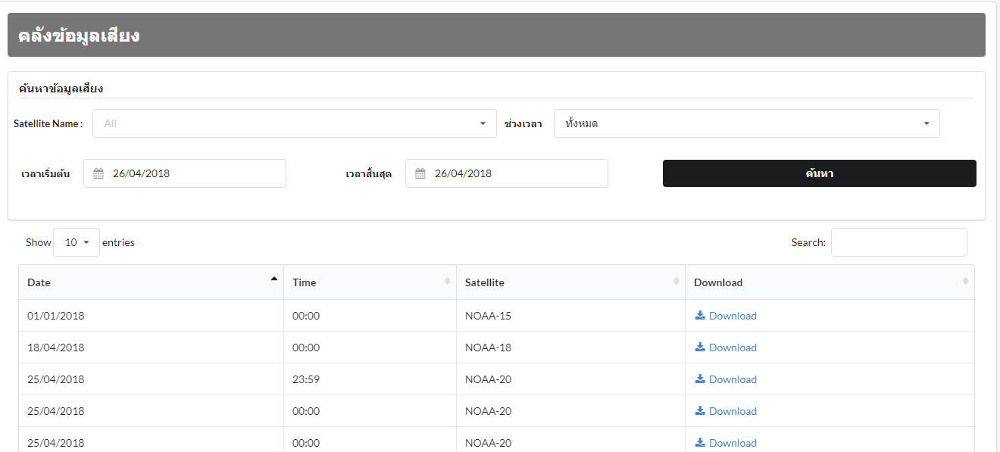 คลังข้อมูลเสียง
ค้นหาข้อมูลเสียง
Satellite Name : All ช่วงเวลา ทั้งหมด
เวลาเริ่มต้น 26/04/2018 เวลาสิ้นสุด 26/04/2018 ค้นหา
Show 10 entries Search:
Date Time Satellite Download
01/01/2018 00:00 NOAA-15 Download
18/04/2018 00:00 NOAA-18 Download
25/04/2018 23:59 NOAA-20 Download
25/04/2018 00:00 NOAA-20 Download
25/04/2018 00:00 NOAA-20 Download